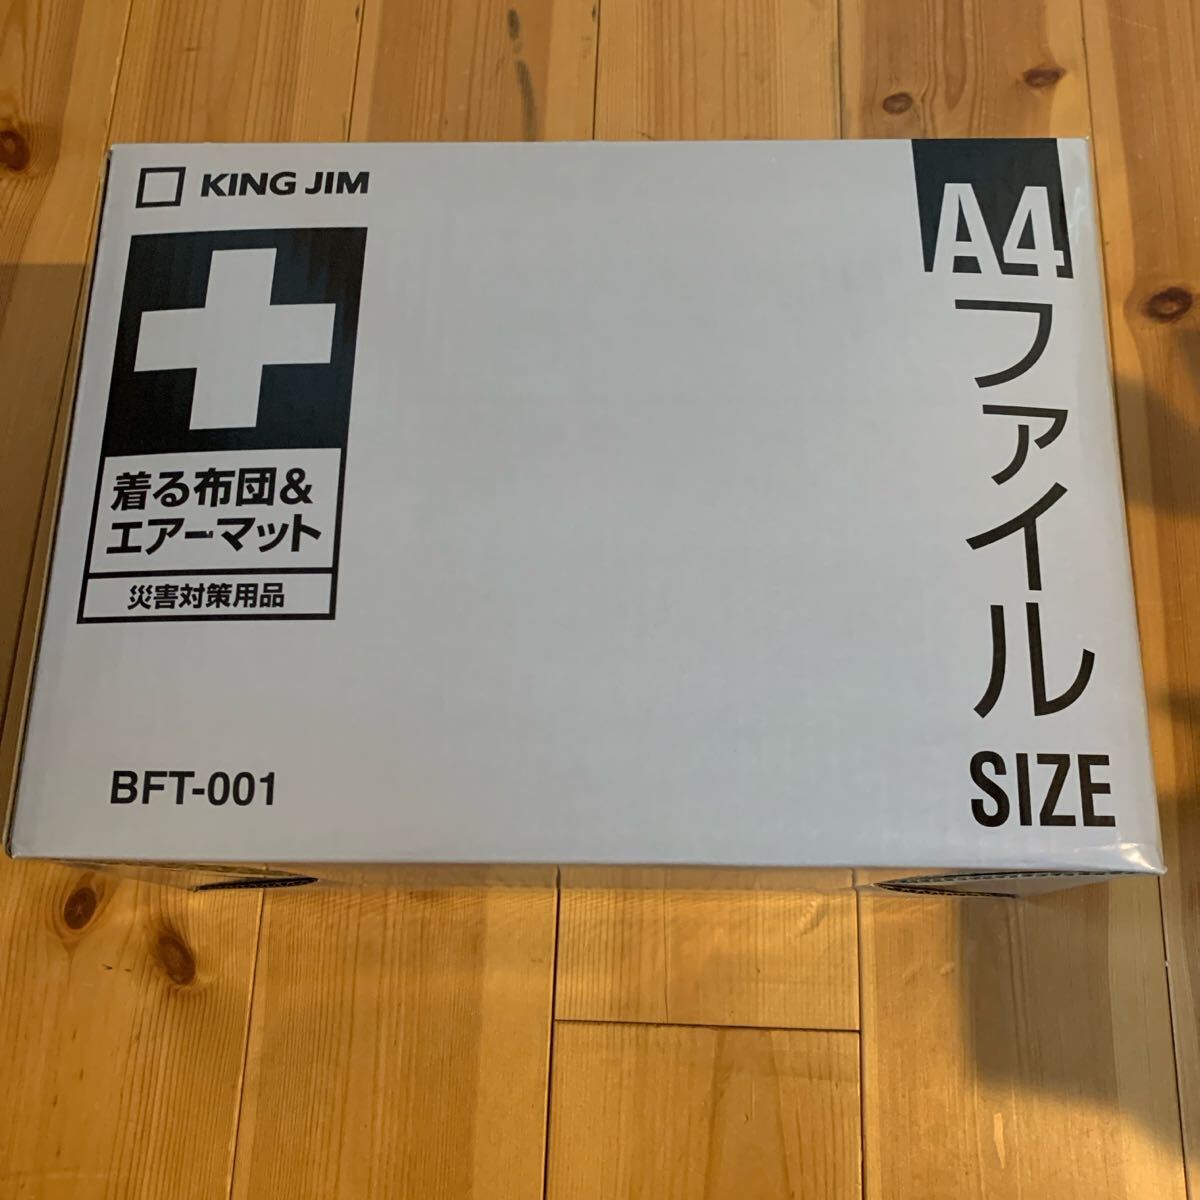 KING JIM
着る布団&
エアーマット
災害対策用品
BFT-001
A4
ファイル
SIZE